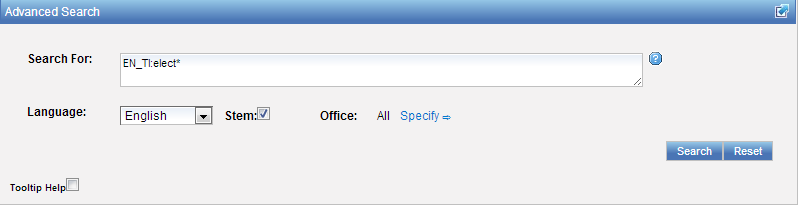 Advanced Search
Search For: EN_TI:elect*
Language: English Stem: Office: All Specify ⇨
Search Reset
Tooltip Help